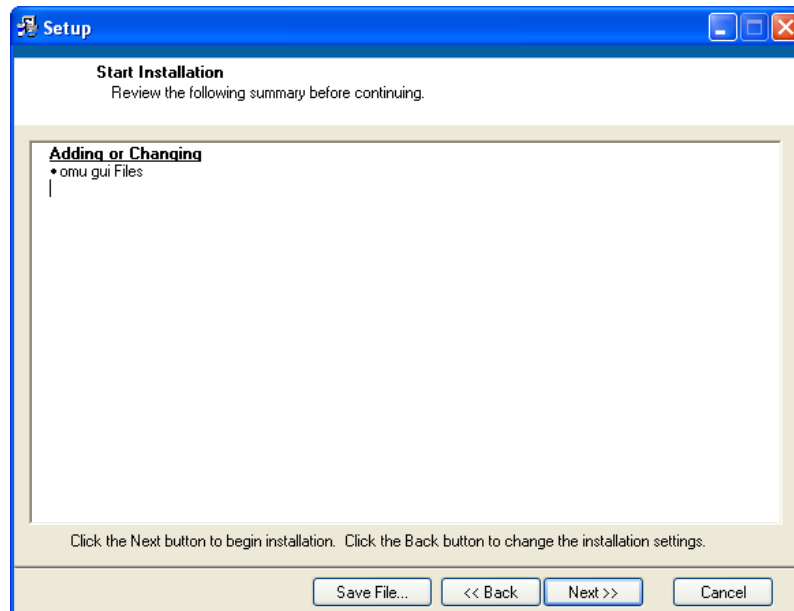 Setup
Start Installation
Review the following summary before continuing.
Adding or Changing
• omu gui Files
Click the Next button to begin installation. Click the Back button to change the installation settings.
Save File... << Back Next >> Cancel